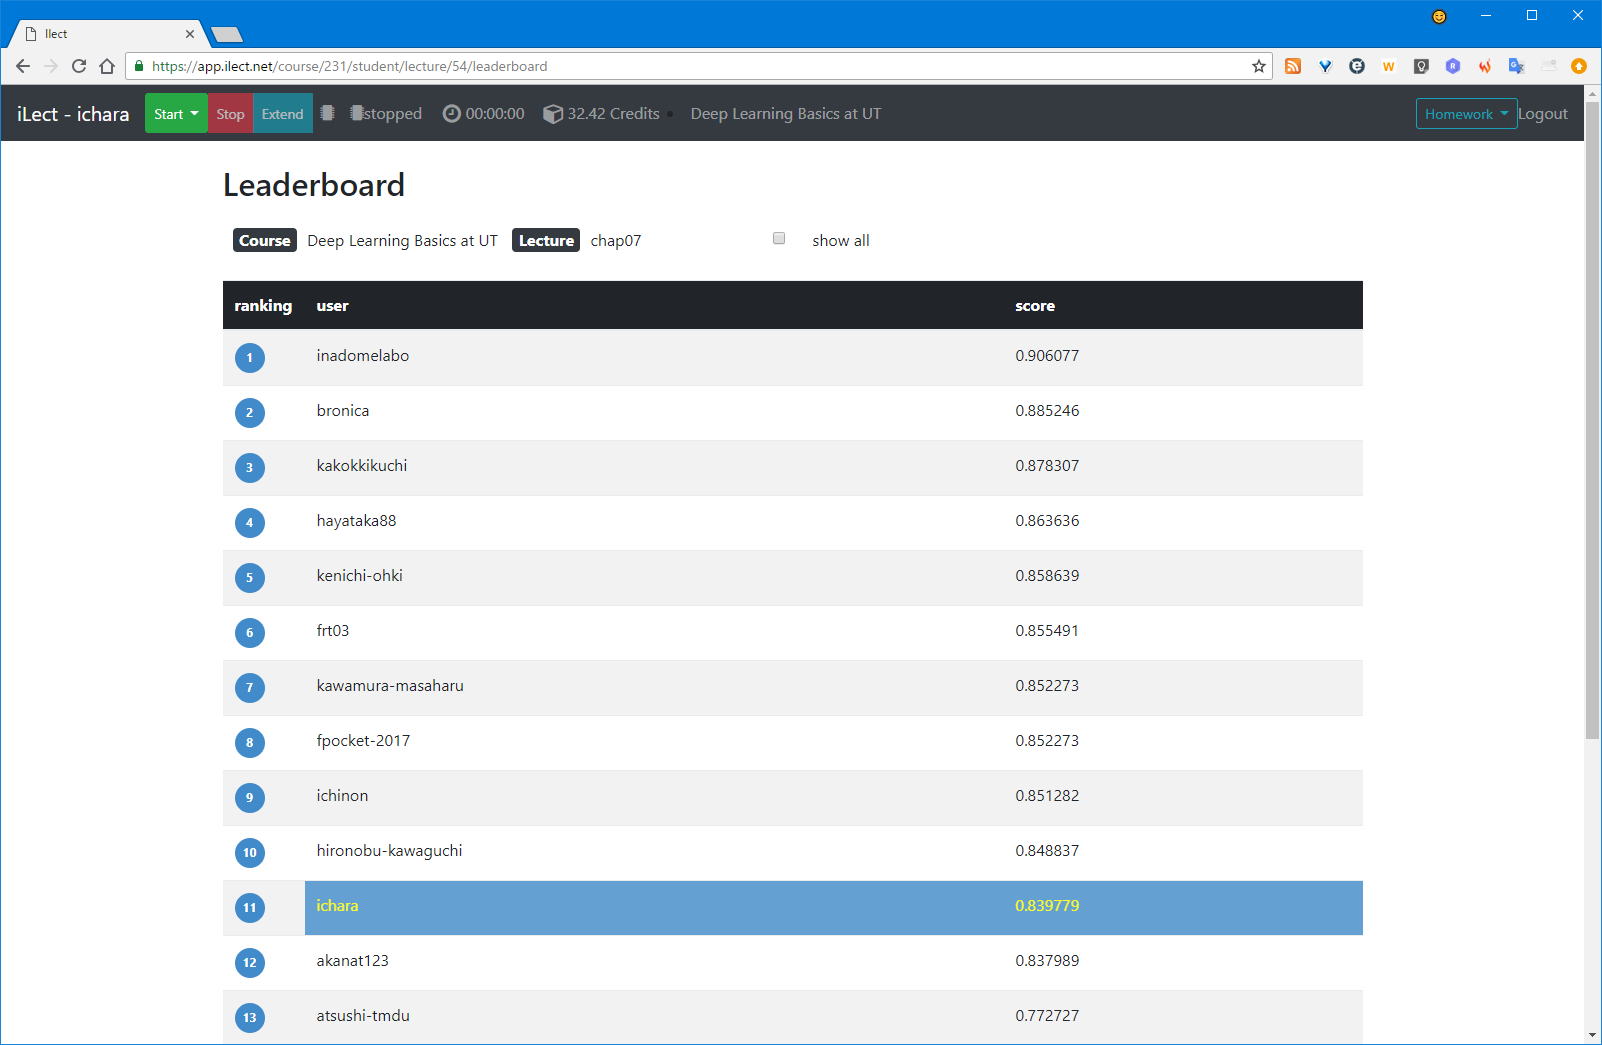 Ilect
https://app.ilect.net/course/231/student/lecture/54/leaderboard
iLect - ichara Start Stop Extend stopped 00:00:00 32.42 Credits Deep Learning Basics at UT Homework Logout
Leaderboard
Course Deep Learning Basics at UT Lecture chap07 show all
ranking user score
1 inadomelabo 0.906077
2 bronica 0.885246
3 kakokkikuchi 0.878307
4 hayataka88 0.863636
5 kenichi-ohki 0.858639
6 frt03 0.855491
7 kawamura-masaharu 0.852273
8 fpocket-2017 0.852273
9 ichinon 0.851282
10 hironobu-kawaguchi 0.848837
11 ichara 0.839779
12 akanat123 0.837989
13 atsushi-tmdu 0.772727